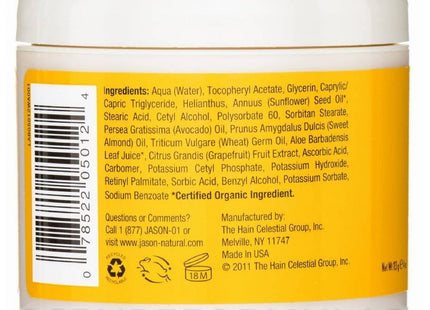 Ingredients: Aqua (Water), Tocopheryl Acetate, Glycerin, Caprylic/
Capric Triglyceride, Helianthus, Annuus (Sunflower) Seed Oil*,
Stearic Acid, Cetyl Alcohol, Polysorbate 60, Sorbitan Stearate,
Persea Gratissima (Avocado) Oil, Prunus Amygdalus Dulcis (Sweet
Almond) Oil, Triticum Vulgare (Wheat) Germ Oil, Aloe Barbadensis
Leaf Juice*, Citrus Grandis (Grapefruit) Fruit Extract, Ascorbic Acid,
Carbomer, Potassium Cetyl Phosphate, Potassium Hydroxide,
Retinyl Palmitate, Sorbic Acid, Benzyl Alcohol, Potassium Sorbate,
Sodium Benzoate *Certified Organic Ingredient.
Questions or Comments?
Call 1 (877) JASON-01 or
visit www.jason-natural.com
Manufactured by:
The Hain Celestial Group, Inc.
Melville, NY 11747
Made In USA
© 2011 The Hain Celestial Group, Inc.
18 M
0 78522 05012 4